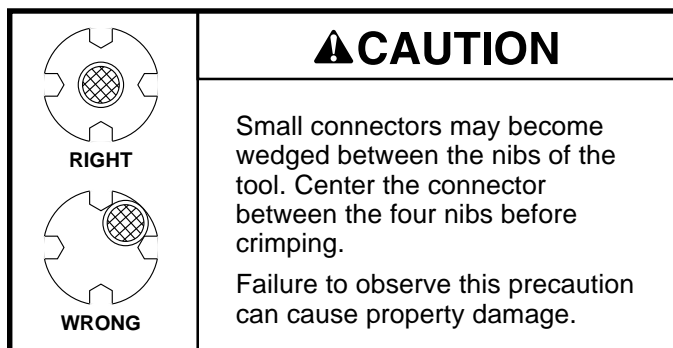 RIGHT
WRONG
CAUTION
Small connectors may become
wedged between the nibs of the
tool. Center the connector
between the four nibs before
crimping.
Failure to observe this precaution
can cause property damage.